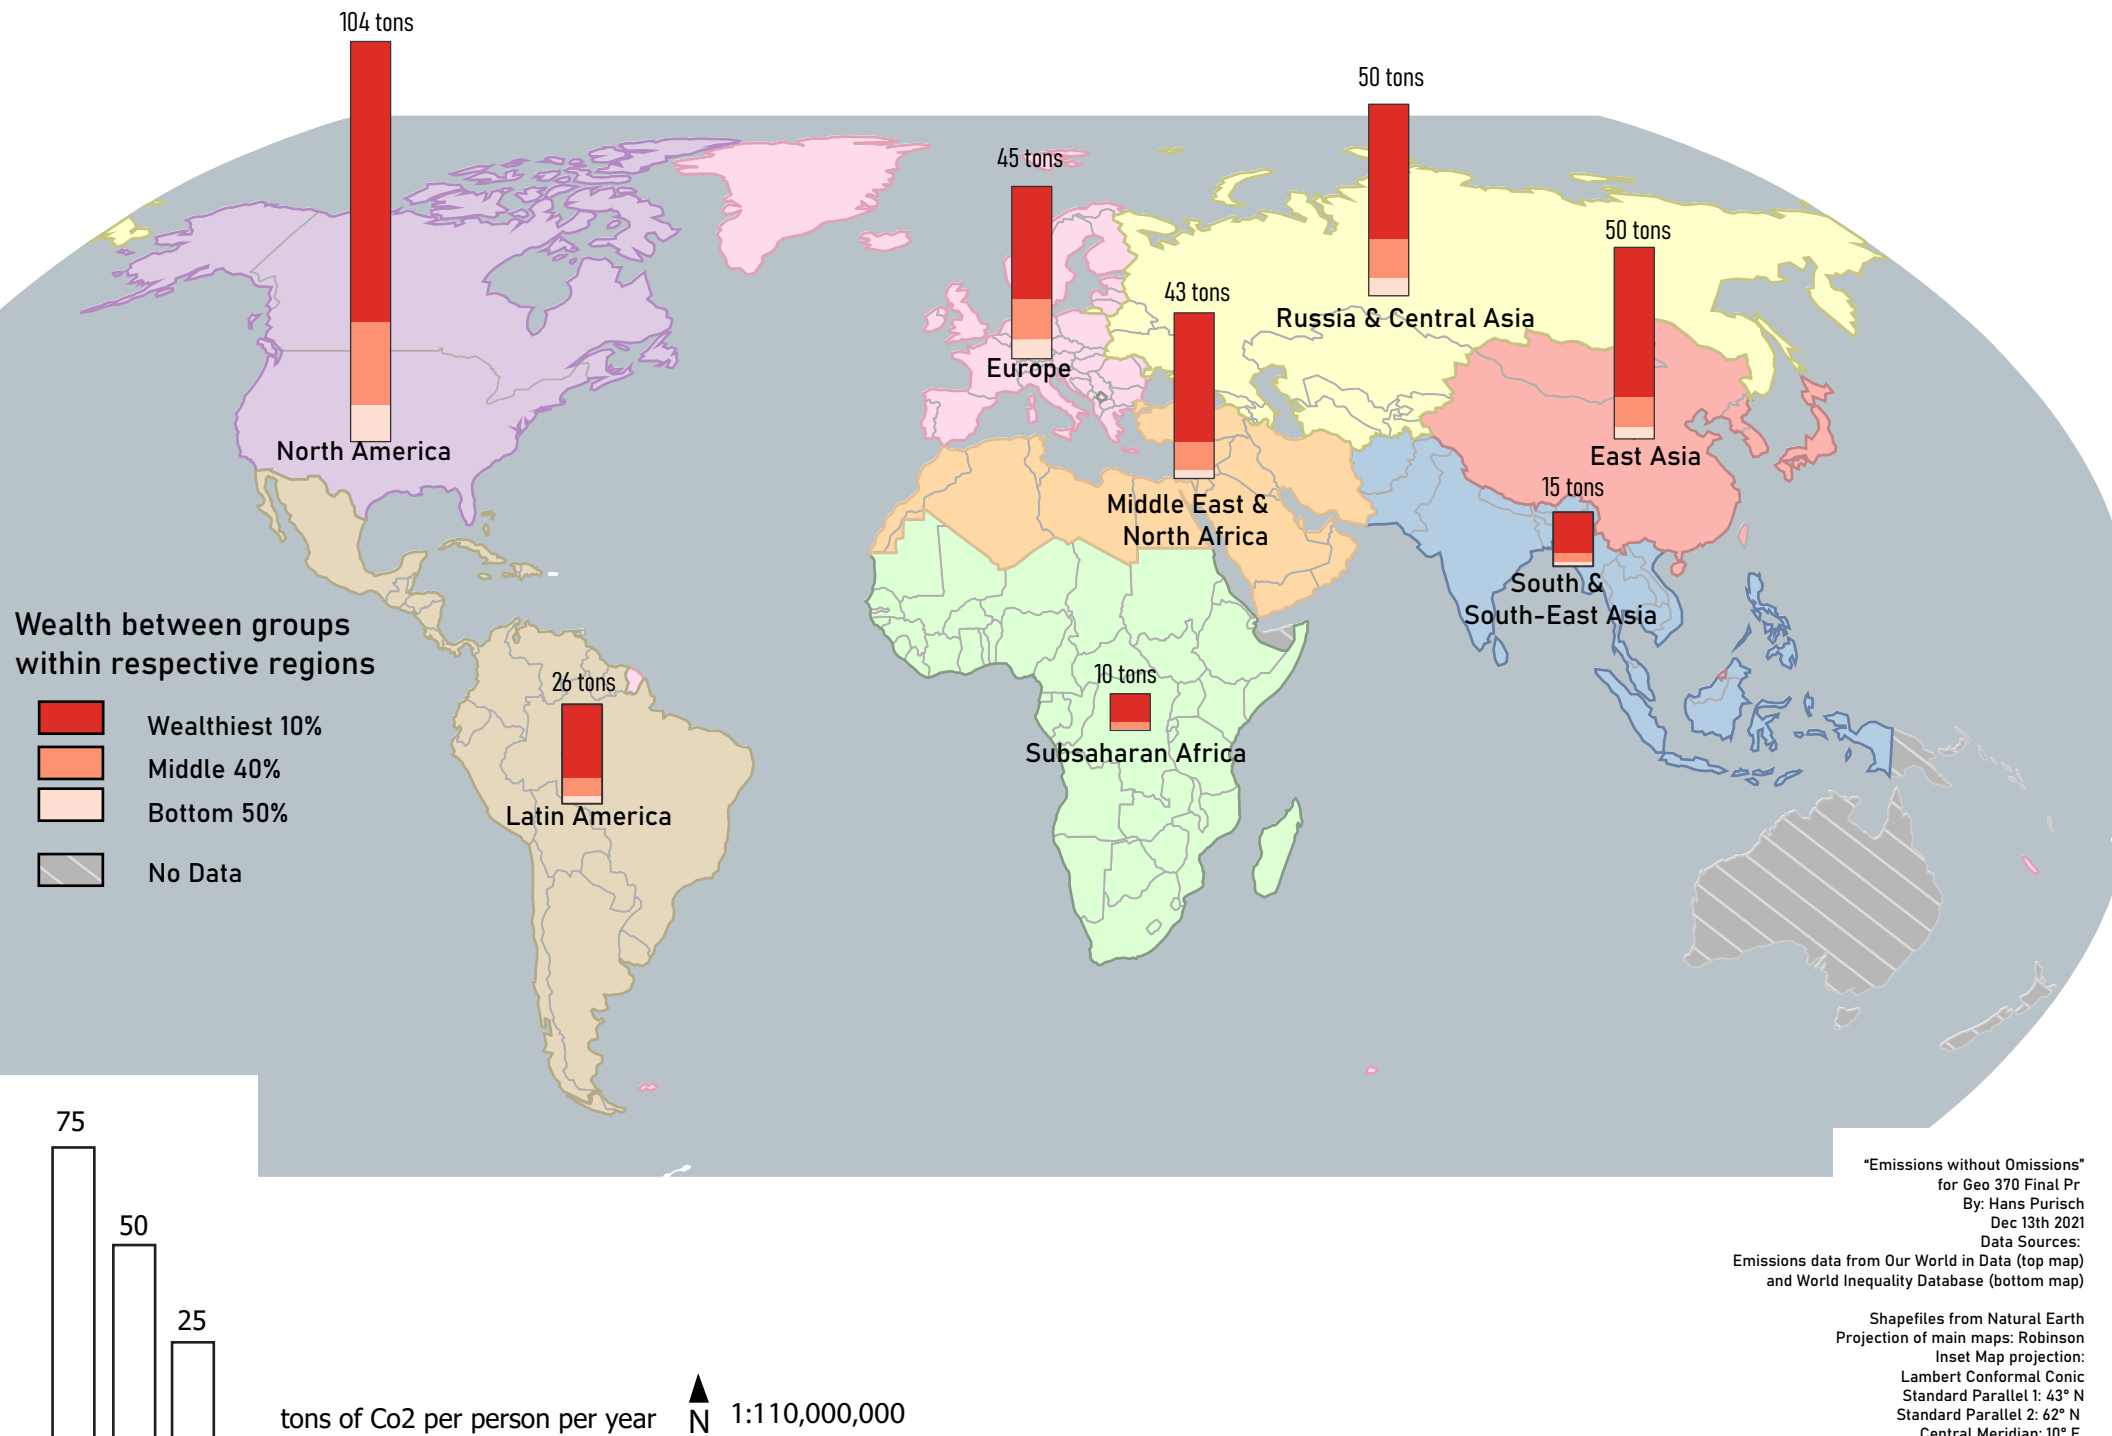 104 tons
50 tons
45 tons
50 tons
43 tons
Russia & Central Asia
Europe
North America
East Asia
15 tons
Middle East &
North Africa
South &
South-East Asia
Wealth between groups
within respective regions
26 tons
10 tons
Wealthiest 10%
Subsaharan Africa
Middle 40%
Bottom 50%
Latin America
No Data
75
50
25
tons of Co2 per person per year
N
1:110,000,000
“Emissions without Omissions”
for Geo 370 Final Pr
By: Hans Purisch
Dec 13th 2021
Data Sources:
Emissions data from Our World in Data (top map)
and World Inequality Database (bottom map)
Shapefiles from Natural Earth
Projection of main maps: Robinson
Inset Map projection:
Lambert Conformal Conic
Standard Parallel 1: 43° N
Standard Parallel 2: 62° N
Central Meridian: 10° E